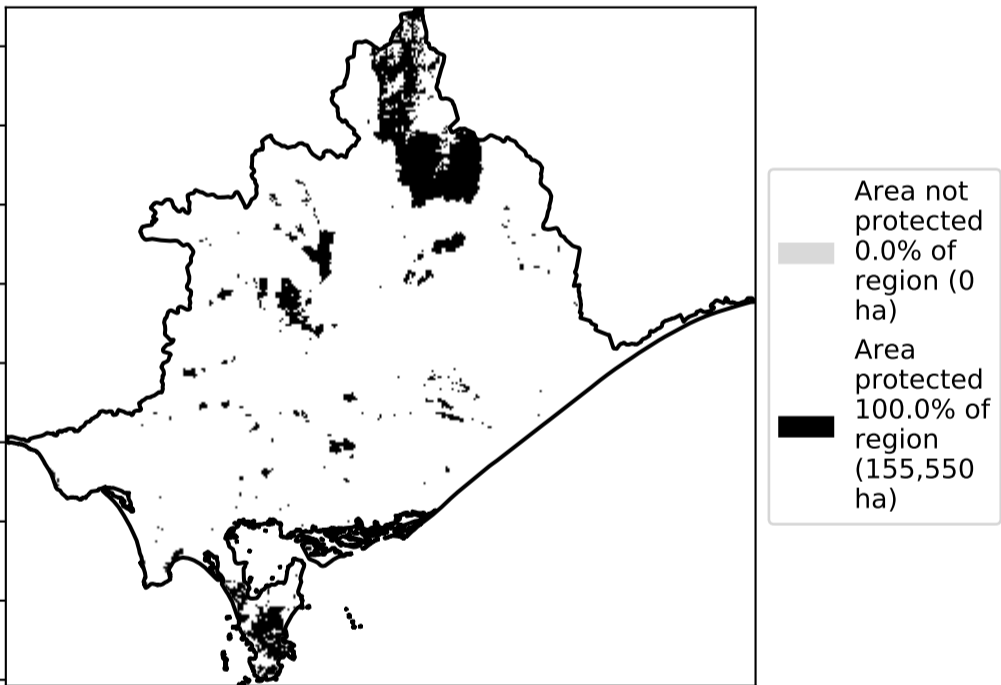 Area not
protected
0.0% of
region (0
ha)
Area
protected
100.0% of
region
(155,550
ha)